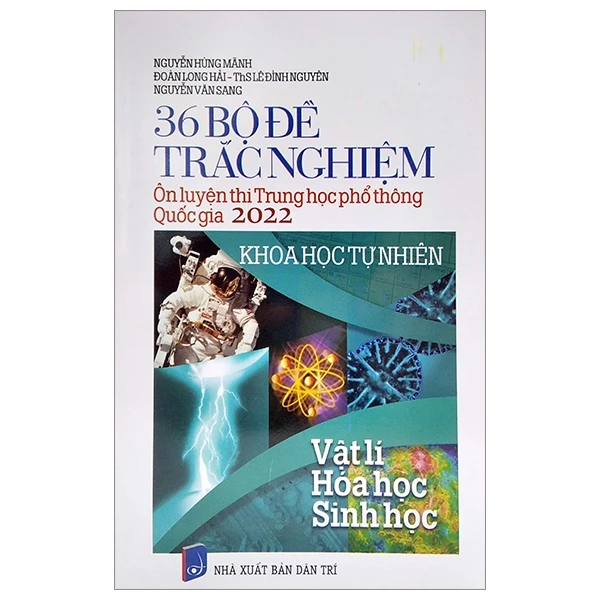 NGUYỄN HÙNG MÃNH
ĐOÀN LONG HẢI - ThS LÊ ĐÌNH NGUYÊN
NGUYỄN VĂN SANG
36 BỘ ĐỀ
TRẮC NGHIỆM
Ôn luyện thi Trung học phổ thông
Quốc gia 2022
KHOA HỌC TỰ NHIÊN
Vật lí
Hóa học
Sinh học
NHÀ XUẤT BẢN DÂN TRÍ